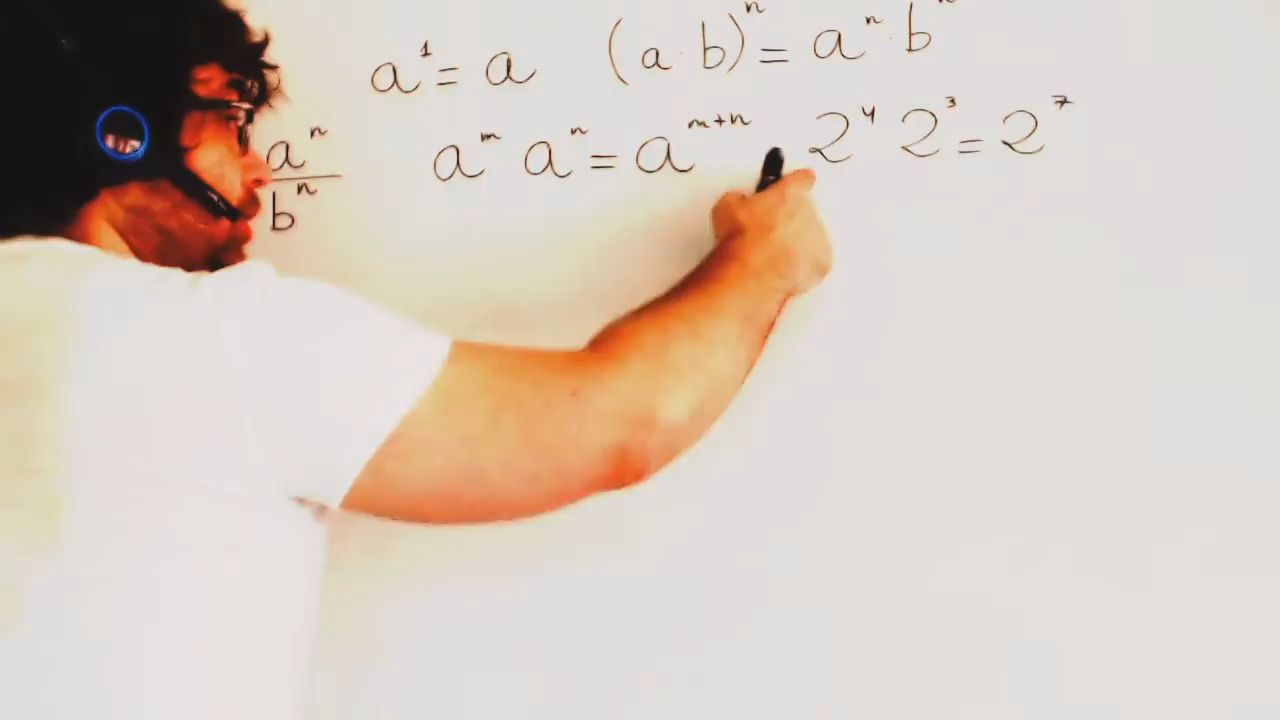 a¹ = a (a · b)ⁿ = aⁿ · bⁿ
aⁿ/bⁿ aᵐ aⁿ = aᵐ⁺ⁿ 2⁴ 2³ = 2⁷